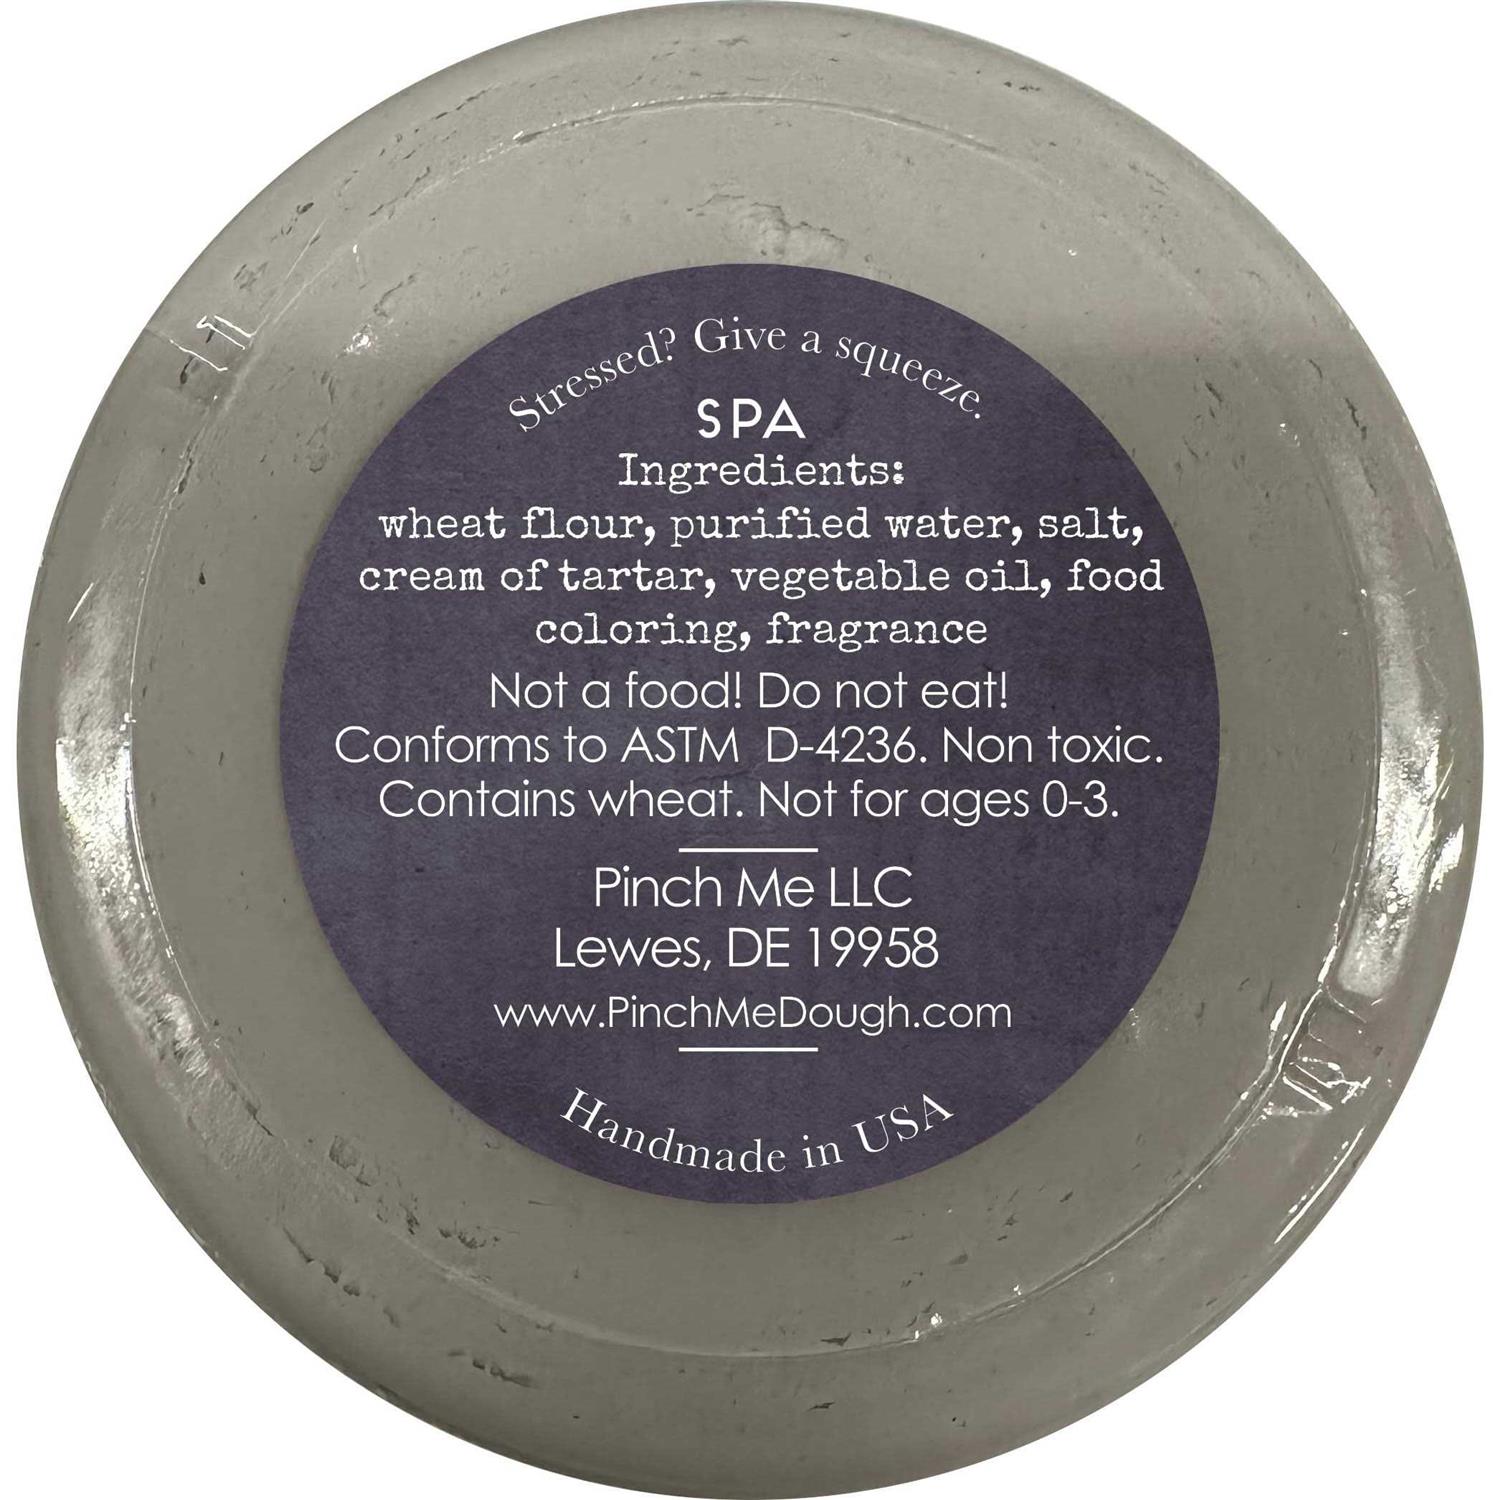 Stressed? Give a squeeze.
SPA
Ingredients:
wheat flour, purified water, salt,
cream of tartar, vegetable oil, food
coloring, fragrance
Not a food! Do not eat!
Conforms to ASTM D-4236. Non toxic.
Contains wheat. Not for ages 0-3.
Pinch Me LLC
Lewes, DE 19958
www.PinchMeDough.com
Handmade in USA